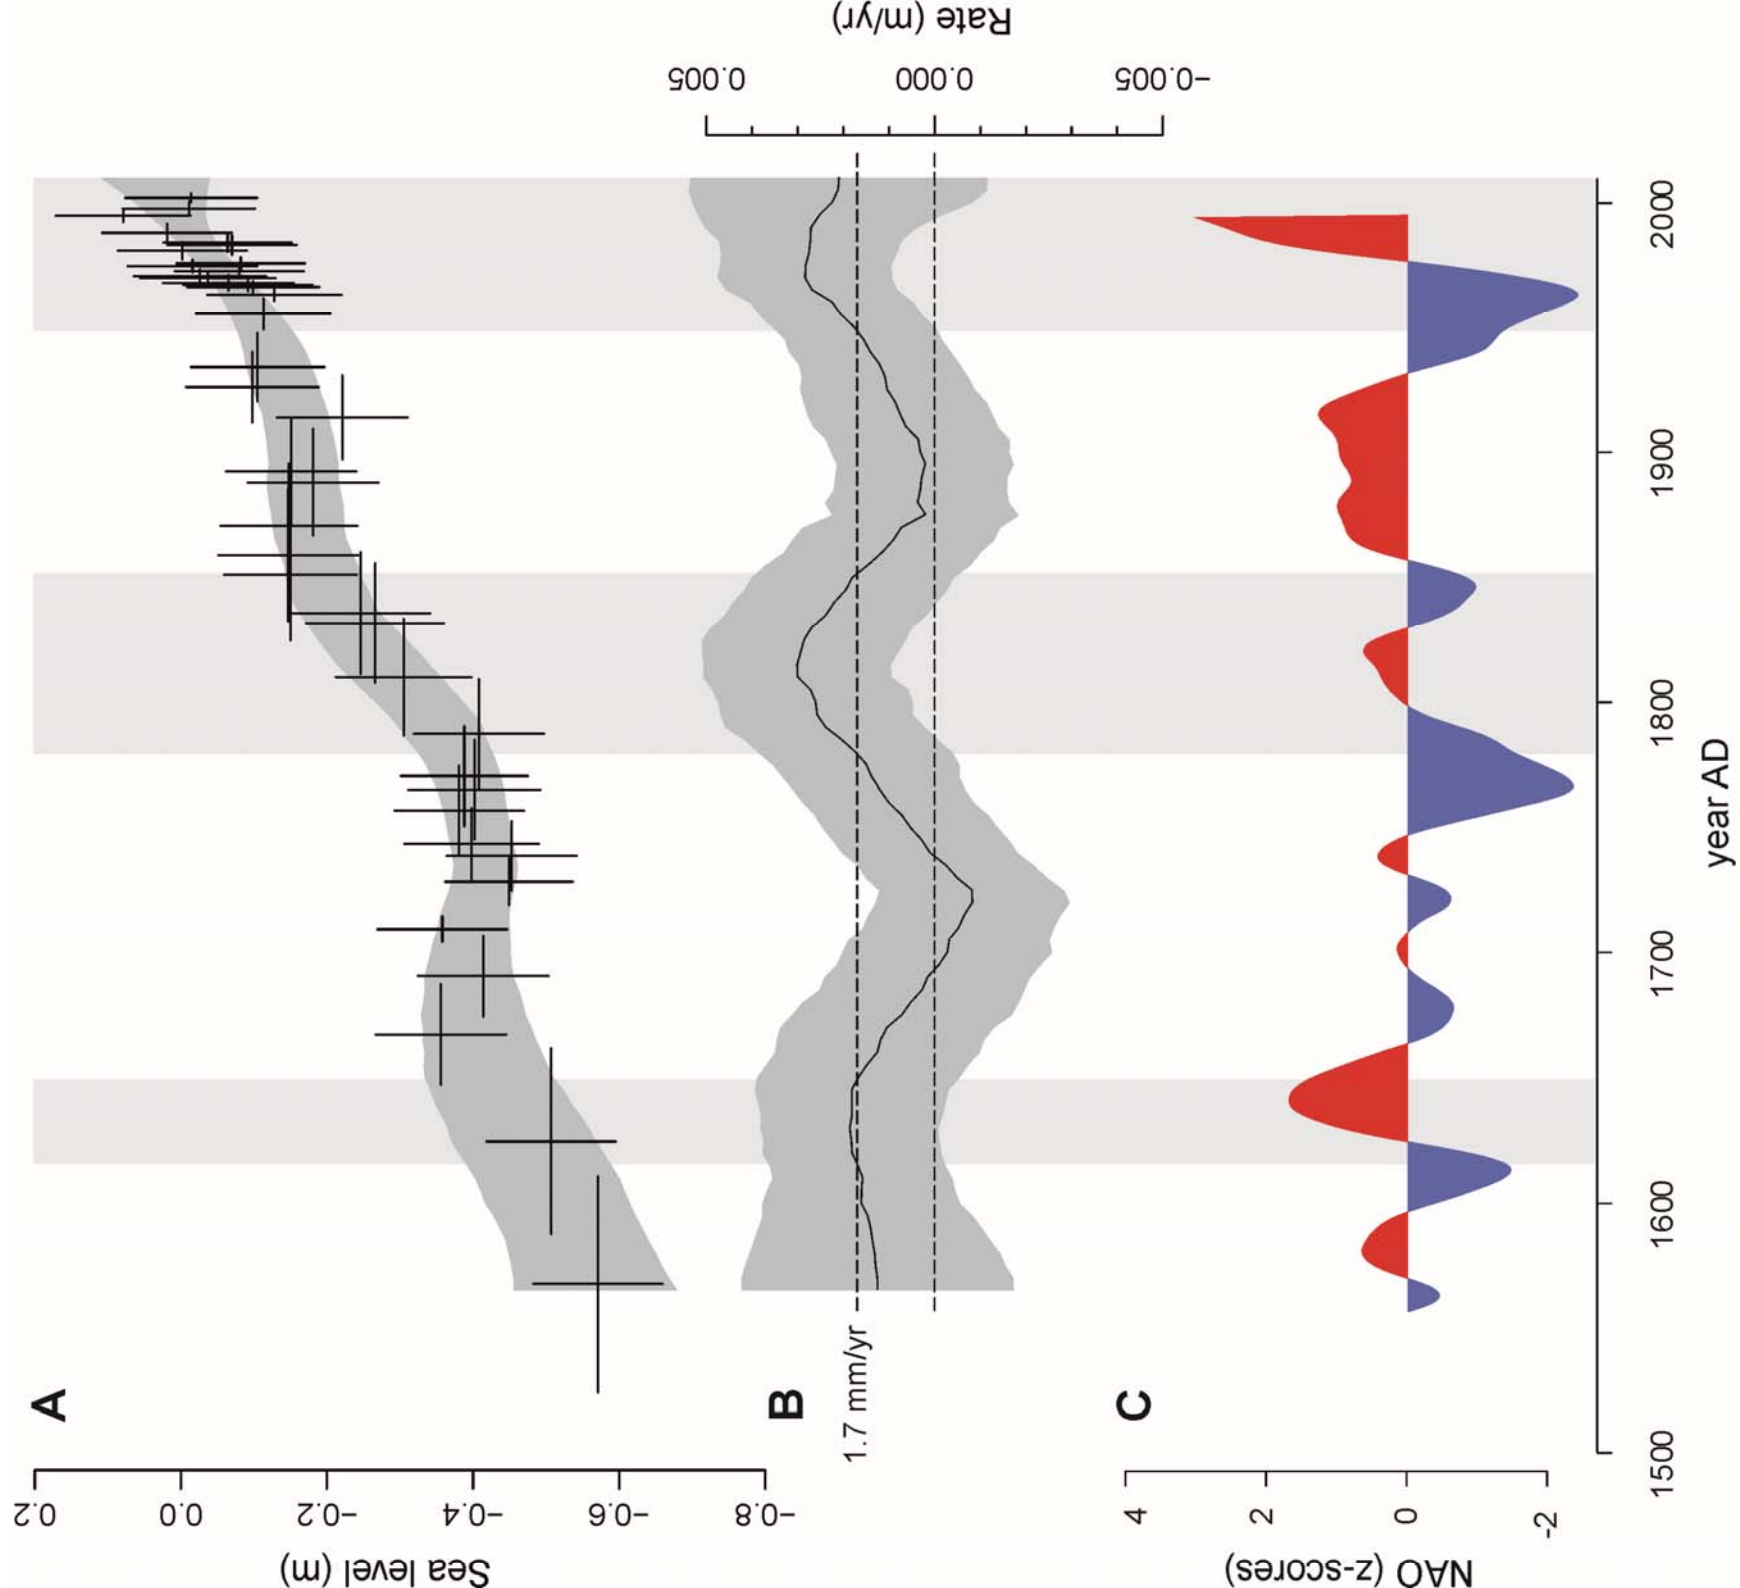 A
Sea level (m)
0.2
0.0
−0.2
−0.4
−0.6
−0.8
B
1.7 mm/yr
Rate (m/yr)
0.005
0.000
−0.005
C
NAO (z-scores)
4
2
0
-2
1500
1600
1700
1800
1900
2000
year AD